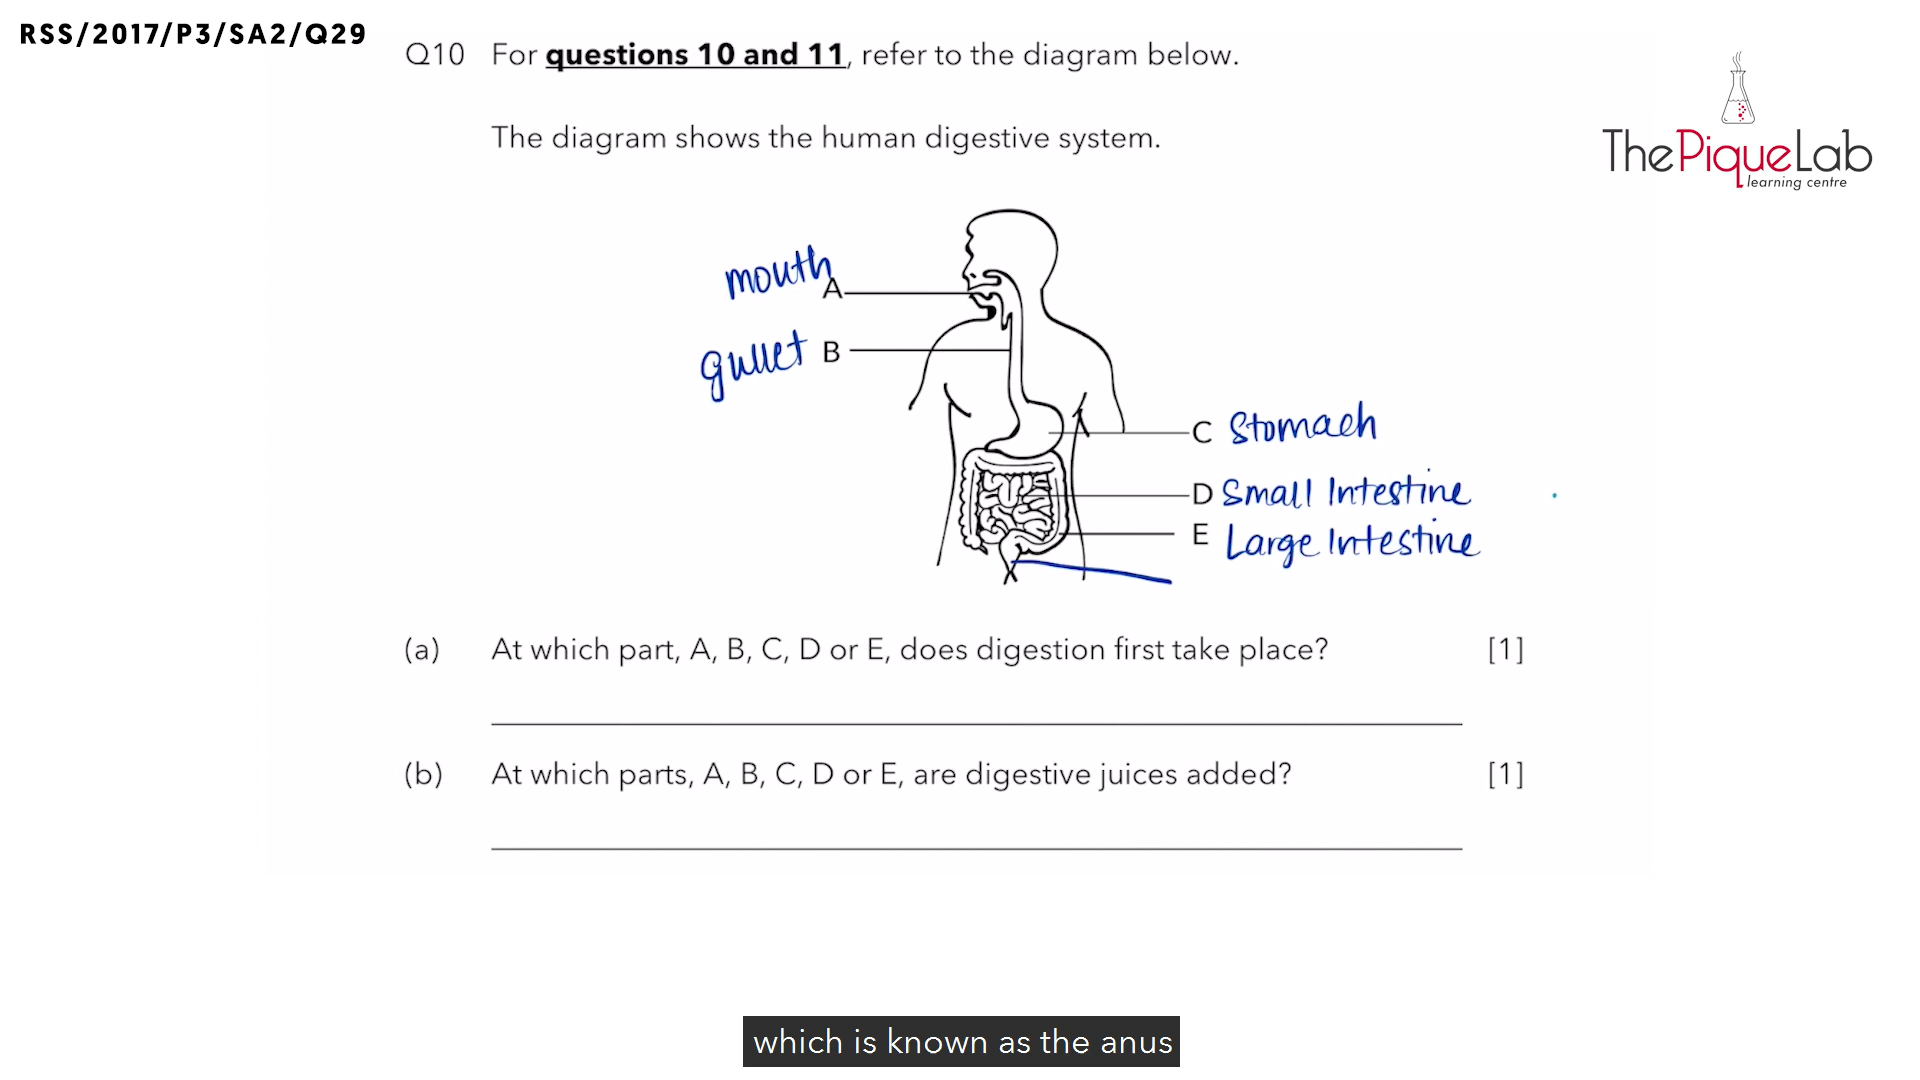 RSS/2017/P3/SA2/Q29
Q10 For questions 10 and 11, refer to the diagram below.
ThePiqueLab
learning centre
The diagram shows the human digestive system.
mouth
A
gullet B
C Stomach
D Small Intestine
E Large Intestine
(a) At which part, A, B, C, D or E, does digestion first take place? [1]
(b) At which parts, A, B, C, D or E, are digestive juices added? [1]
which is known as the anus